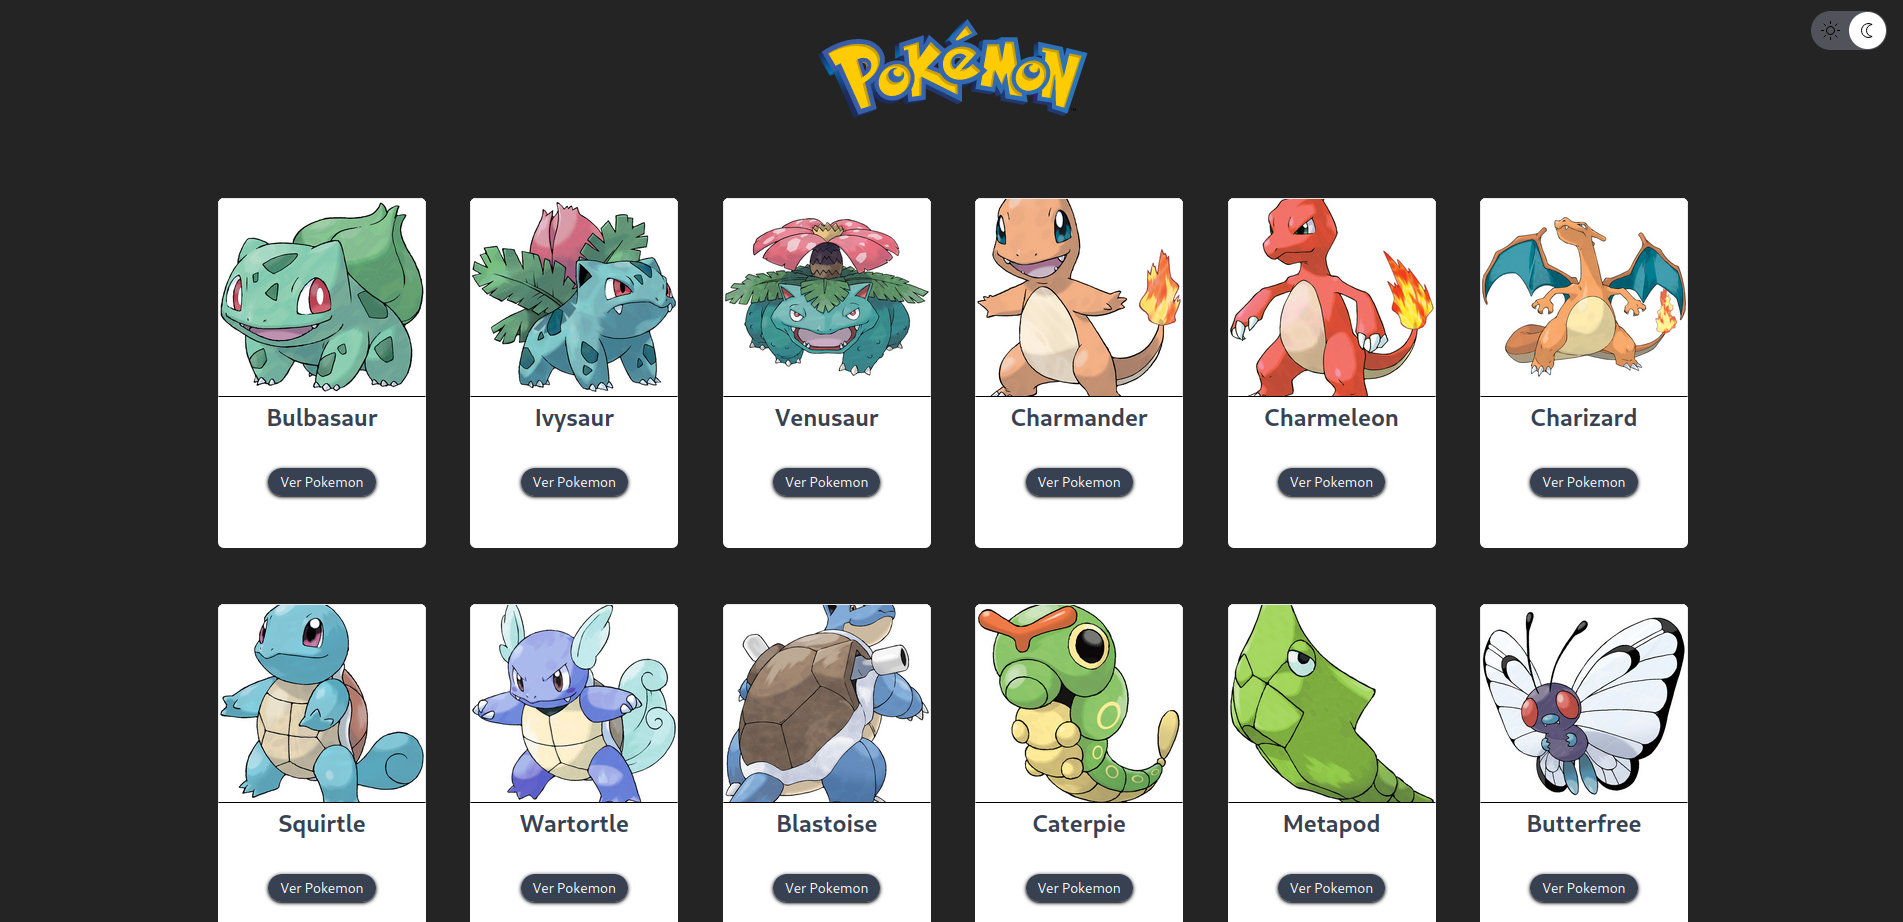 POKéMON
Bulbasaur
Ivysaur
Venusaur
Charmander
Charmeleon
Charizard
Ver Pokemon
Ver Pokemon
Ver Pokemon
Ver Pokemon
Ver Pokemon
Ver Pokemon
Squirtle
Wartortle
Blastoise
Caterpie
Metapod
Butterfree
Ver Pokemon
Ver Pokemon
Ver Pokemon
Ver Pokemon
Ver Pokemon
Ver Pokemon